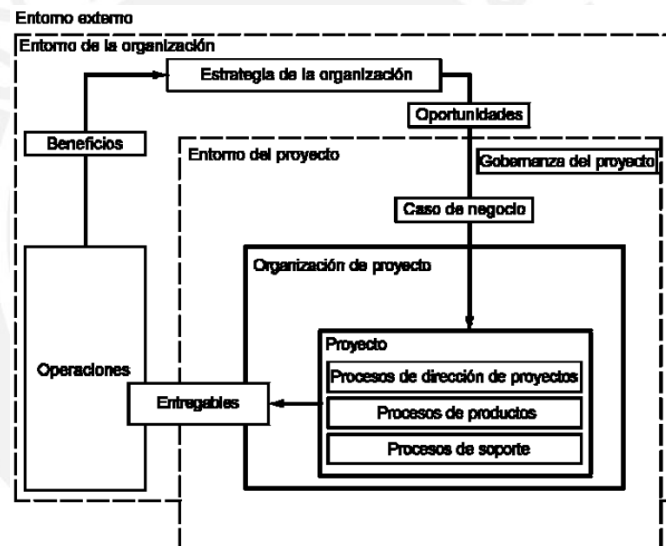 Entorno externo
Entorno de la organización
Estrategia de la organización
Oportunidades
Beneficios
Entorno del proyecto
Gobernanza del proyecto
Caso de negocio
Organización de proyecto
Proyecto
Operaciones
Procesos de dirección de proyectos
Entregables
Procesos de productos
Procesos de soporte